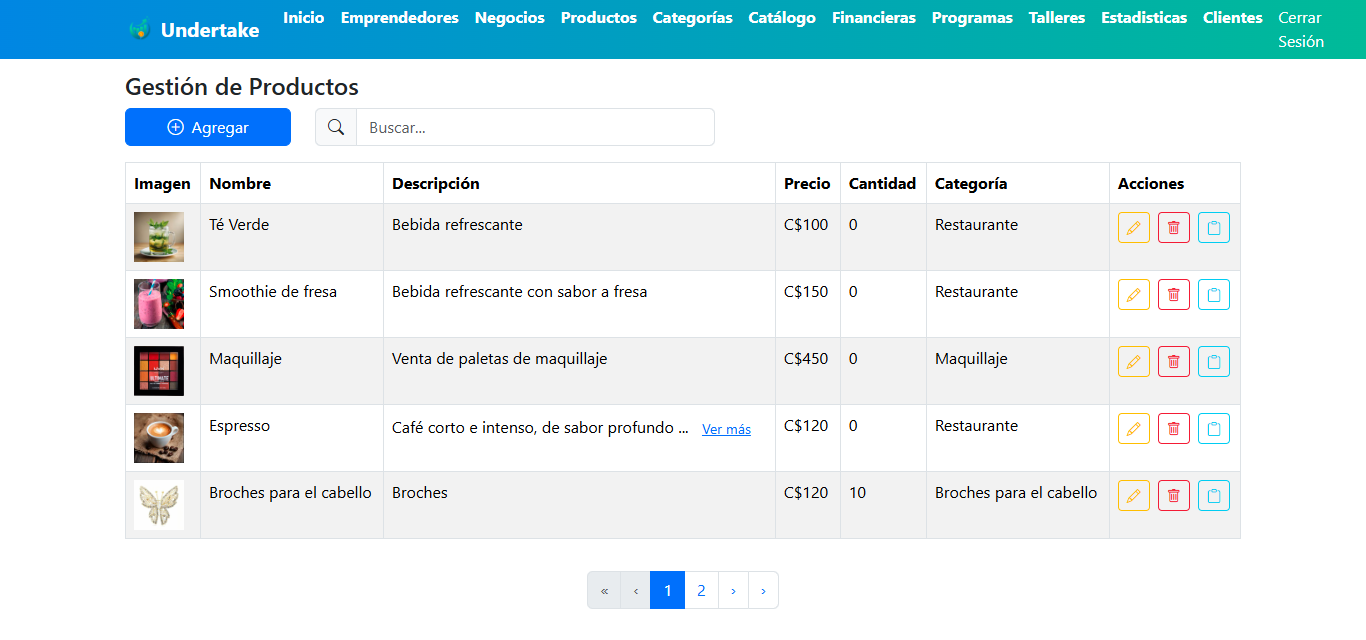 Undertake Inicio Emprendedores Negocios Productos Categorías Catálogo Financieras Programas Talleres Estadisticas Clientes Cerrar
Sesión
Gestión de Productos
Agregar Buscar...
Imagen Nombre Descripción Precio Cantidad Categoría Acciones
Té Verde Bebida refrescante C$100 0 Restaurante
Smoothie de fresa Bebida refrescante con sabor a fresa C$150 0 Restaurante
Maquillaje Venta de paletas de maquillaje C$450 0 Maquillaje
ULTIMATE
Espresso Café corto e intenso, de sabor profundo ... Ver más C$120 0 Restaurante
Broches para el cabello Broches C$120 10 Broches para el cabello
« ‹ 1 2 › ›